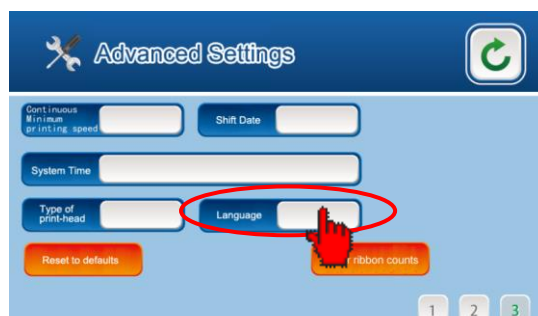 Advanced Settings
Continuous
Minimum
printing speed
Shift Date
System Time
Type of
print-head
Language
Reset to defaults
ribbon counts
1 2 3